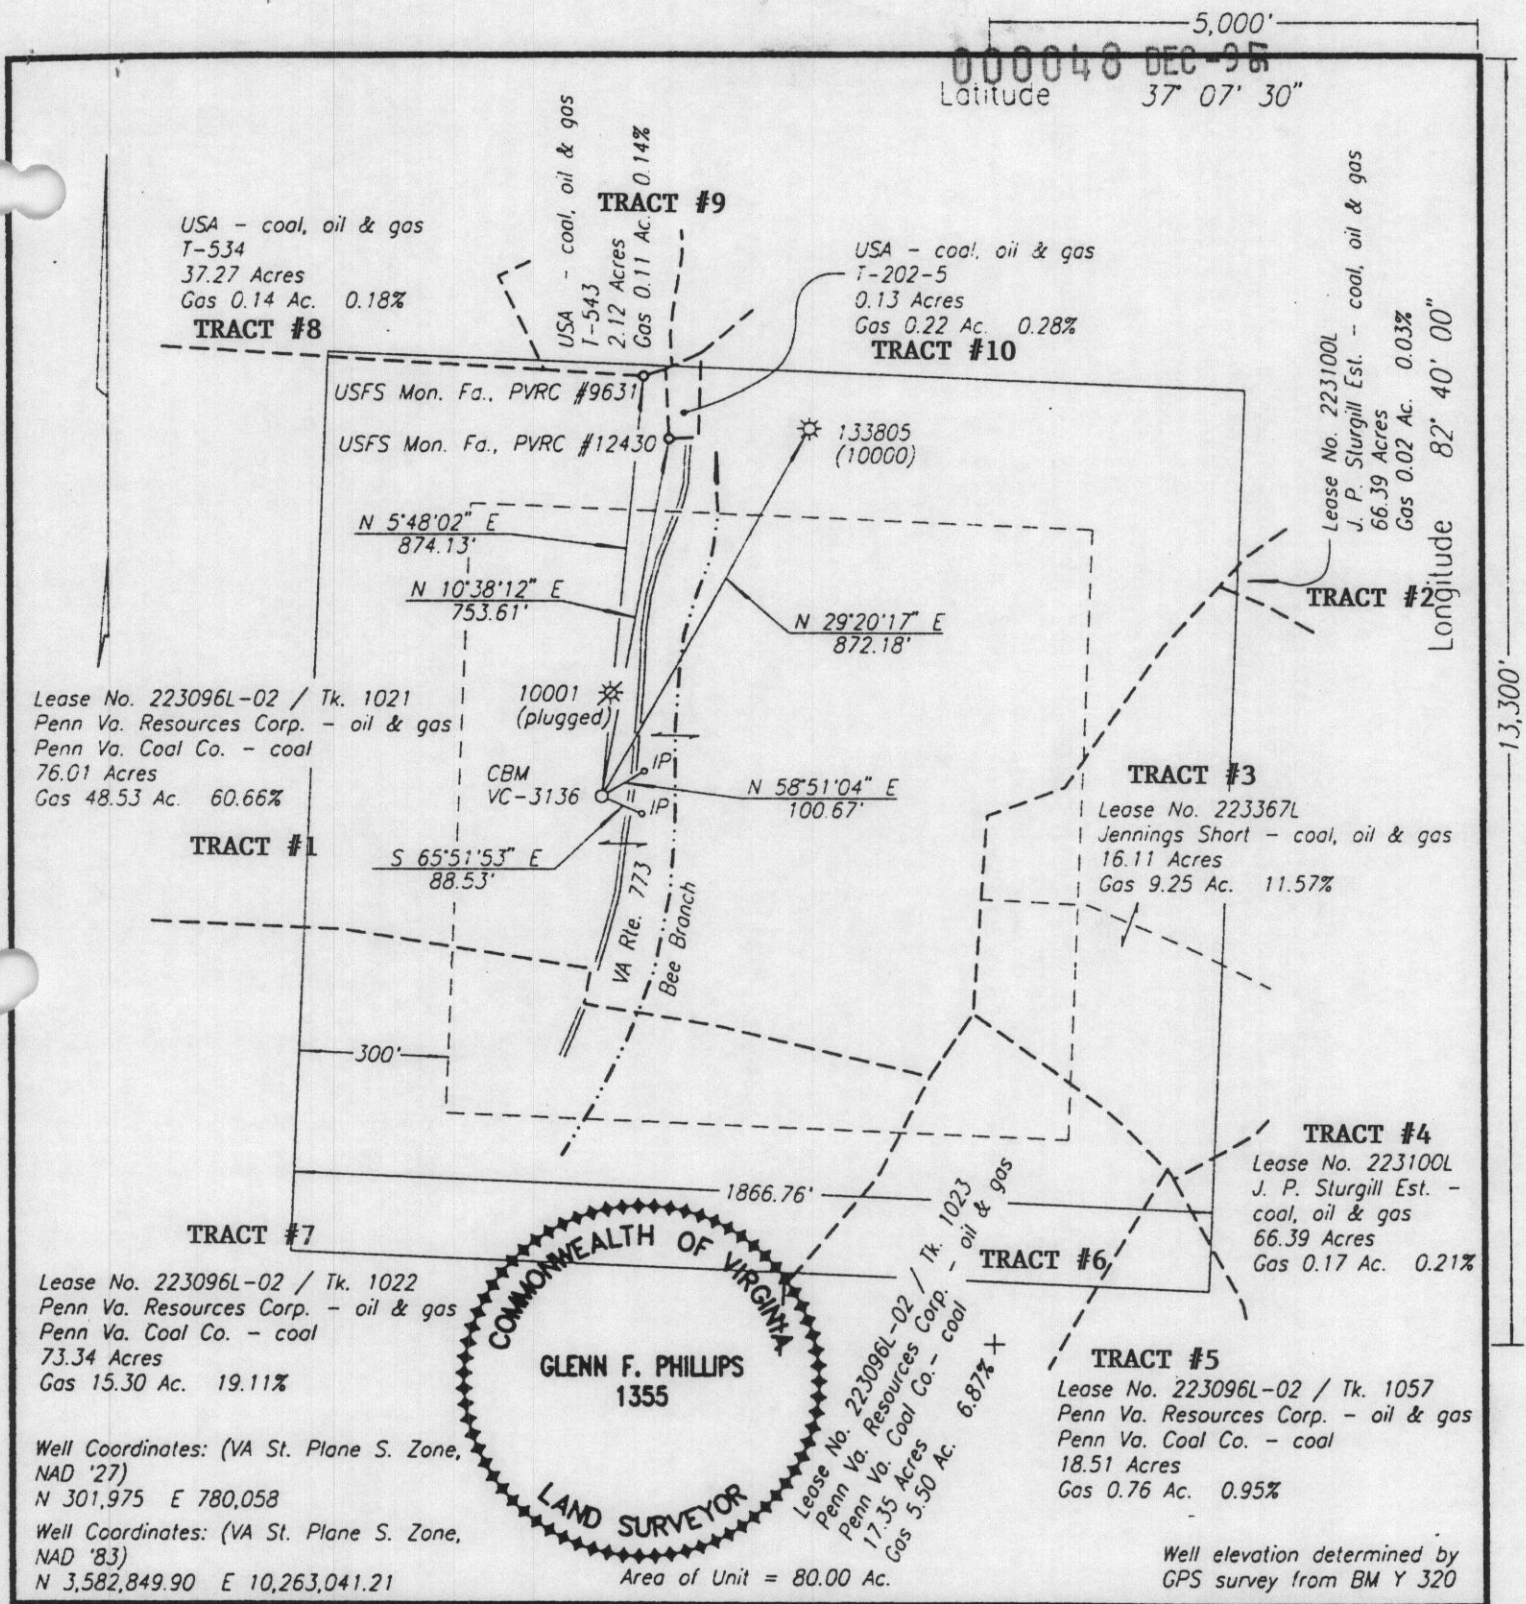 5,000'
000048 DEC-9
Latitude 37° 07' 30"
USA - coal, oil & gas
T-543
2.12 Acres
Gas 0.11 Ac. 0.14%
TRACT #9
USA - coal, oil & gas
T-534
37.27 Acres
Gas 0.14 Ac. 0.18%
TRACT #8
USA - coal, oil & gas
T-202-5
0.13 Acres
Gas 0.22 Ac. 0.28%
TRACT #10
Lease No. 223100L
J. P. Sturgill Est. - coal, oil & gas
66.39 Acres
Gas 0.02 Ac. 0.03%
TRACT #2
Longitude 82° 40' 00"
13,300'
USFS Mon. Fd., PVRC #9631
USFS Mon. Fd., PVRC #12430
133805
(10000)
N 5°48'02" E
874.13'
N 10°38'12" E
753.61'
N 29°20'17" E
872.18'
Lease No. 223096L-02 / Tk. 1021
Penn Va. Resources Corp. - oil & gas
Penn Va. Coal Co. - coal
76.01 Acres
Gas 48.53 Ac. 60.66%
TRACT #1
10001
(plugged)
CBM
VC-3136
IP
IP
N 58°51'04" E
100.67'
S 65°51'53" E
88.53'
VA Rte. 773
Bee Branch
TRACT #3
Lease No. 223367L
Jennings Short - coal, oil & gas
16.11 Acres
Gas 9.25 Ac. 11.57%
300'
1866.76'
TRACT #4
Lease No. 223100L
J. P. Sturgill Est. -
coal, oil & gas
66.39 Acres
Gas 0.17 Ac. 0.21%
TRACT #7
Lease No. 223096L-02 / Tk. 1022
Penn Va. Resources Corp. - oil & gas
Penn Va. Coal Co. - coal
73.34 Acres
Gas 15.30 Ac. 19.11%
COMMONWEALTH OF VIRGINIA
GLENN F. PHILLIPS
1355
LAND SURVEYOR
TRACT #6
Lease No. 223096L-02 / Tk. 1023
Penn Va. Resources Corp. - oil & gas
Penn Va. Coal Co. - coal
17.35 Acres
Gas 5.50 Ac. 6.87%
TRACT #5
Lease No. 223096L-02 / Tk. 1057
Penn Va. Resources Corp. - oil & gas
Penn Va. Coal Co. - coal
18.51 Acres
Gas 0.76 Ac. 0.95%
Well Coordinates: (VA St. Plane S. Zone,
NAD '27)
N 301,975 E 780,058
Well Coordinates: (VA St. Plane S. Zone,
NAD '83)
N 3,582,849.90 E 10,263,041.21
Area of Unit = 80.00 Ac.
Well elevation determined by
GPS survey from BM Y 320